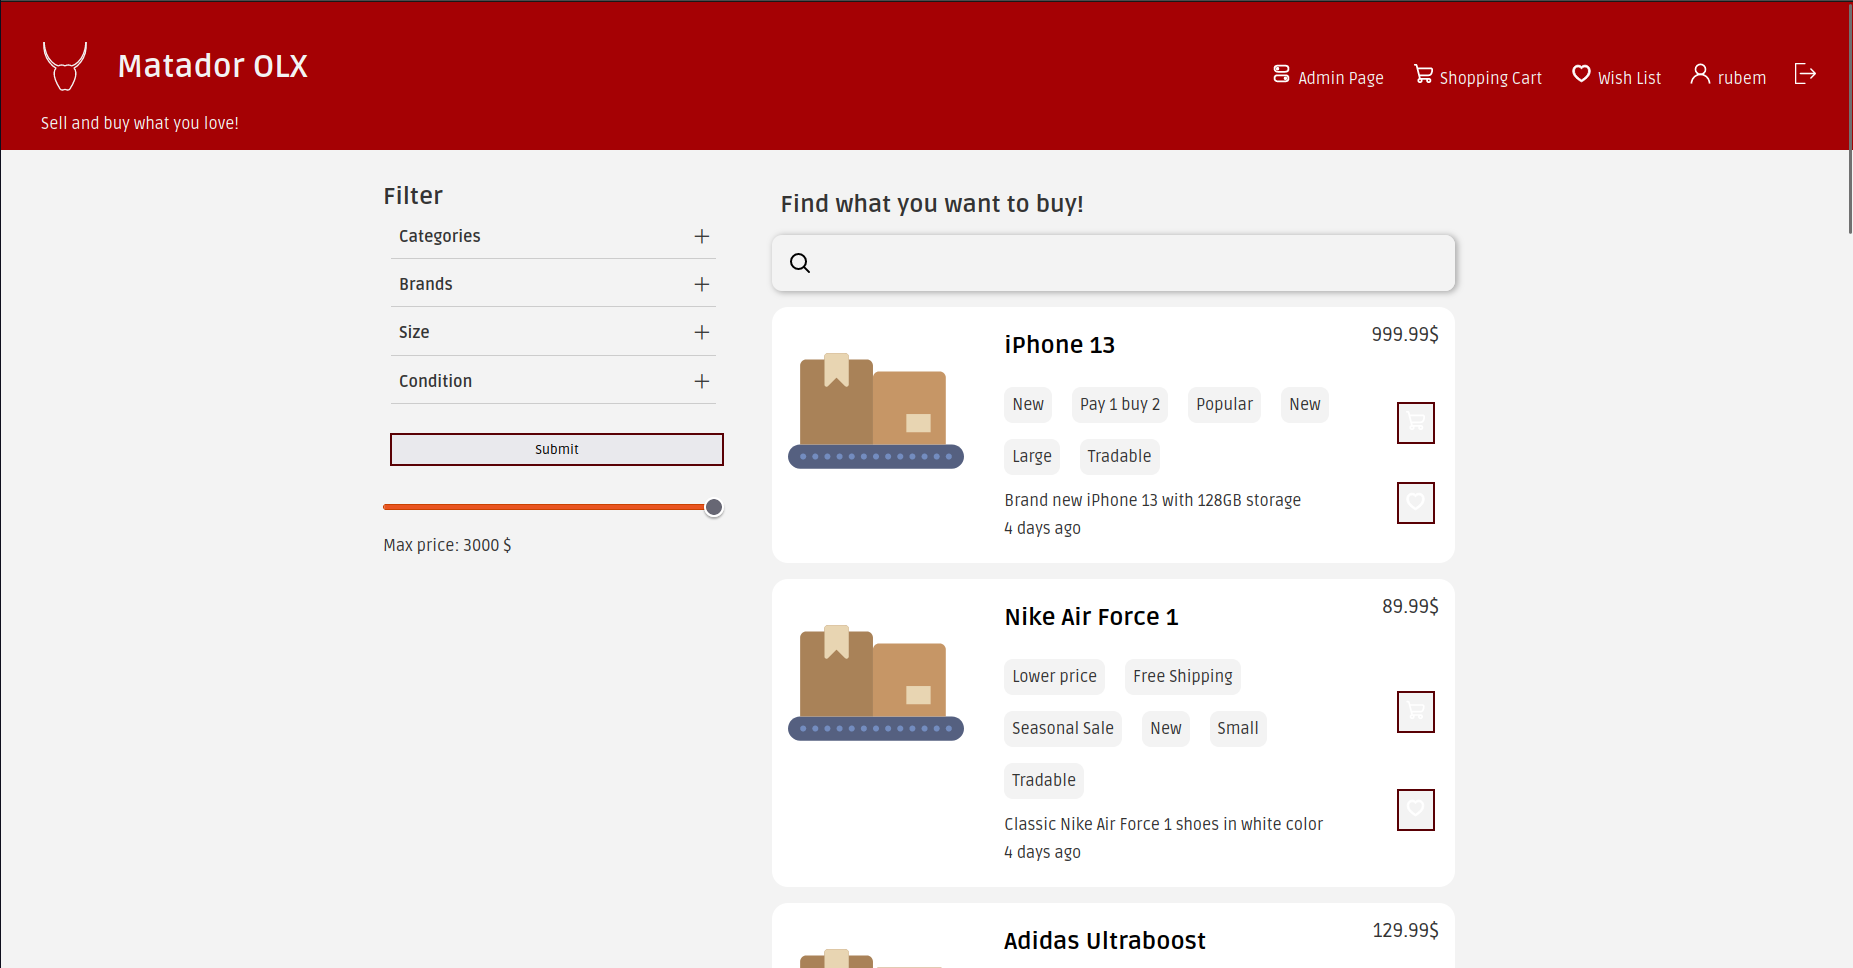 Matador OLX
Sell and buy what you love!
Admin Page
Shopping Cart
Wish List
rubem
Filter
Categories
Brands
Size
Condition
Submit
Max price: 3000 $
Find what you want to buy!
iPhone 13
999.99$
New Pay 1 buy 2 Popular New
Large Tradable
Brand new iPhone 13 with 128GB storage
4 days ago
Nike Air Force 1
89.99$
Lower price Free Shipping
Seasonal Sale New Small
Tradable
Classic Nike Air Force 1 shoes in white color
4 days ago
Adidas Ultraboost
129.99$